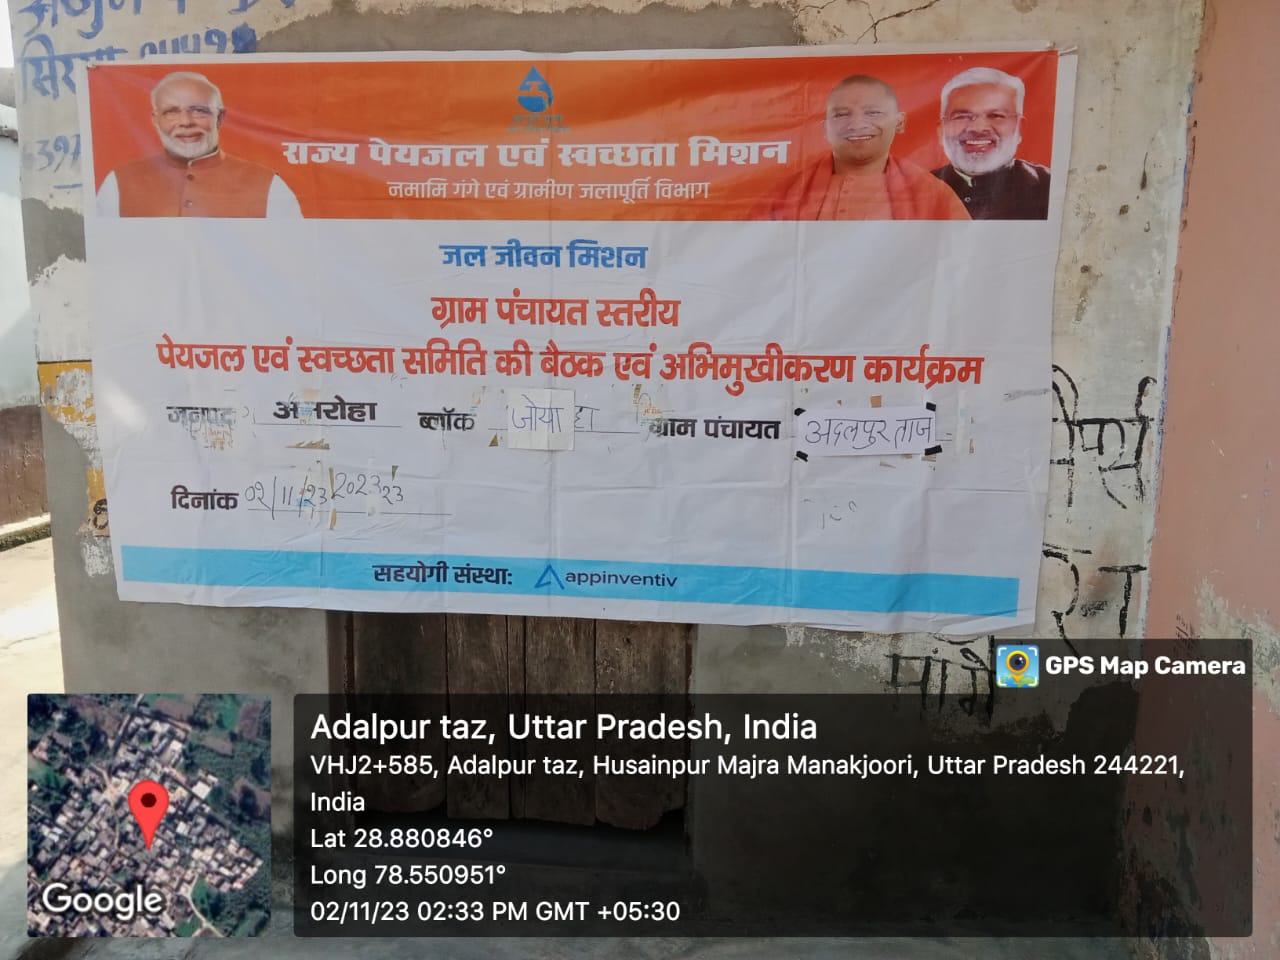 राज्य पेयजल एवं स्वच्छता मिशन
नमामि गंगे एवं ग्रामीण जलापूर्ति विभाग
जल जीवन मिशन
ग्राम पंचायत स्तरीय
पेयजल एवं स्वच्छता समिति की बैठक एवं अभिमुखीकरण कार्यक्रम
जनपद अमरोहा ब्लॉक जोया ग्राम पंचायत अदलपुर ताज
दिनांक 02/11/23 2023 23
सहयोगी संस्था: appinventiv
मांगे
GPS Map Camera
Adalpur taz, Uttar Pradesh, India
VHJ2+585, Adalpur taz, Husainpur Majra Manakjoori, Uttar Pradesh 244221,
India
Lat 28.880846°
Long 78.550951°
02/11/23 02:33 PM GMT +05:30
Google